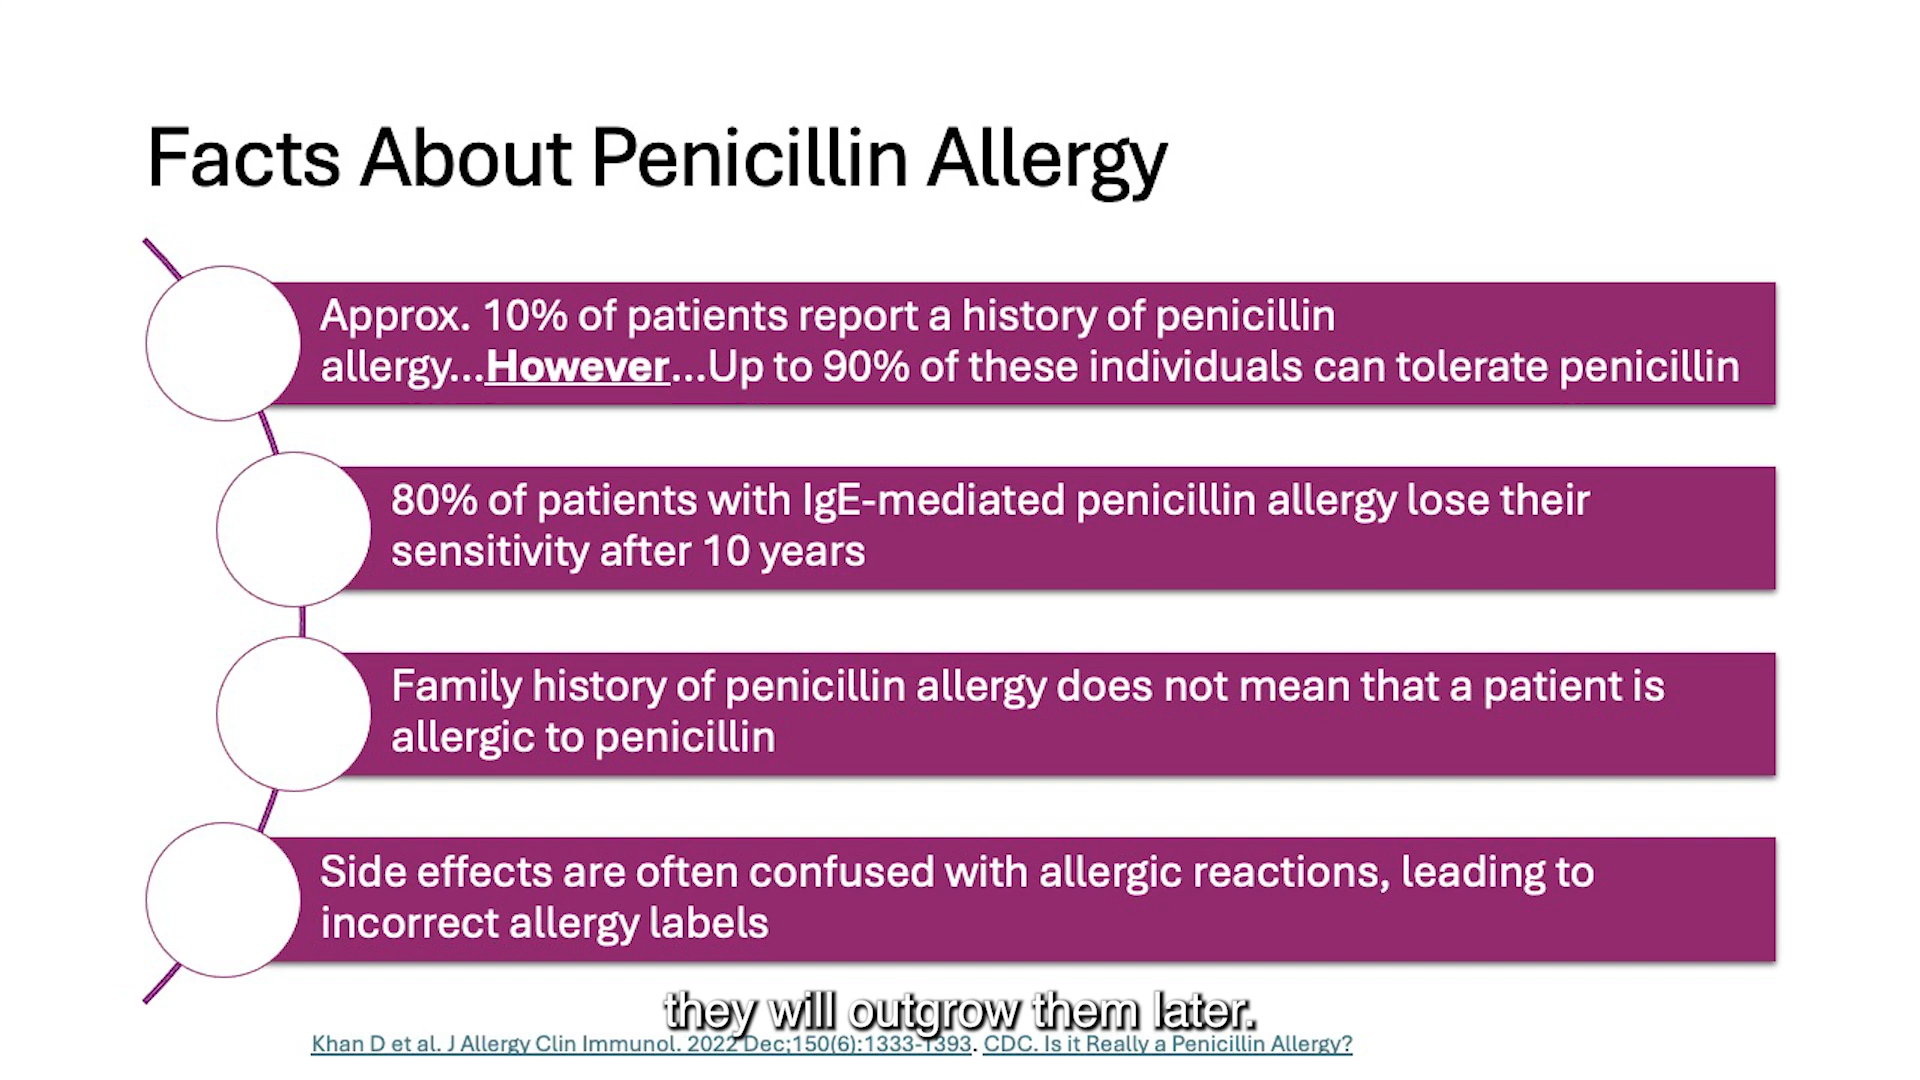 Facts About Penicillin Allergy
Approx. 10% of patients report a history of penicillin
allergy...However...Up to 90% of these individuals can tolerate penicillin
80% of patients with IgE-mediated penicillin allergy lose their
sensitivity after 10 years
Family history of penicillin allergy does not mean that a patient is
allergic to penicillin
Side effects are often confused with allergic reactions, leading to
incorrect allergy labels
they will outgrow them later.
Khan D et al. J Allergy Clin Immunol. 2022 Dec;150(6):1333-1393. CDC. Is it Really a Penicillin Allergy?